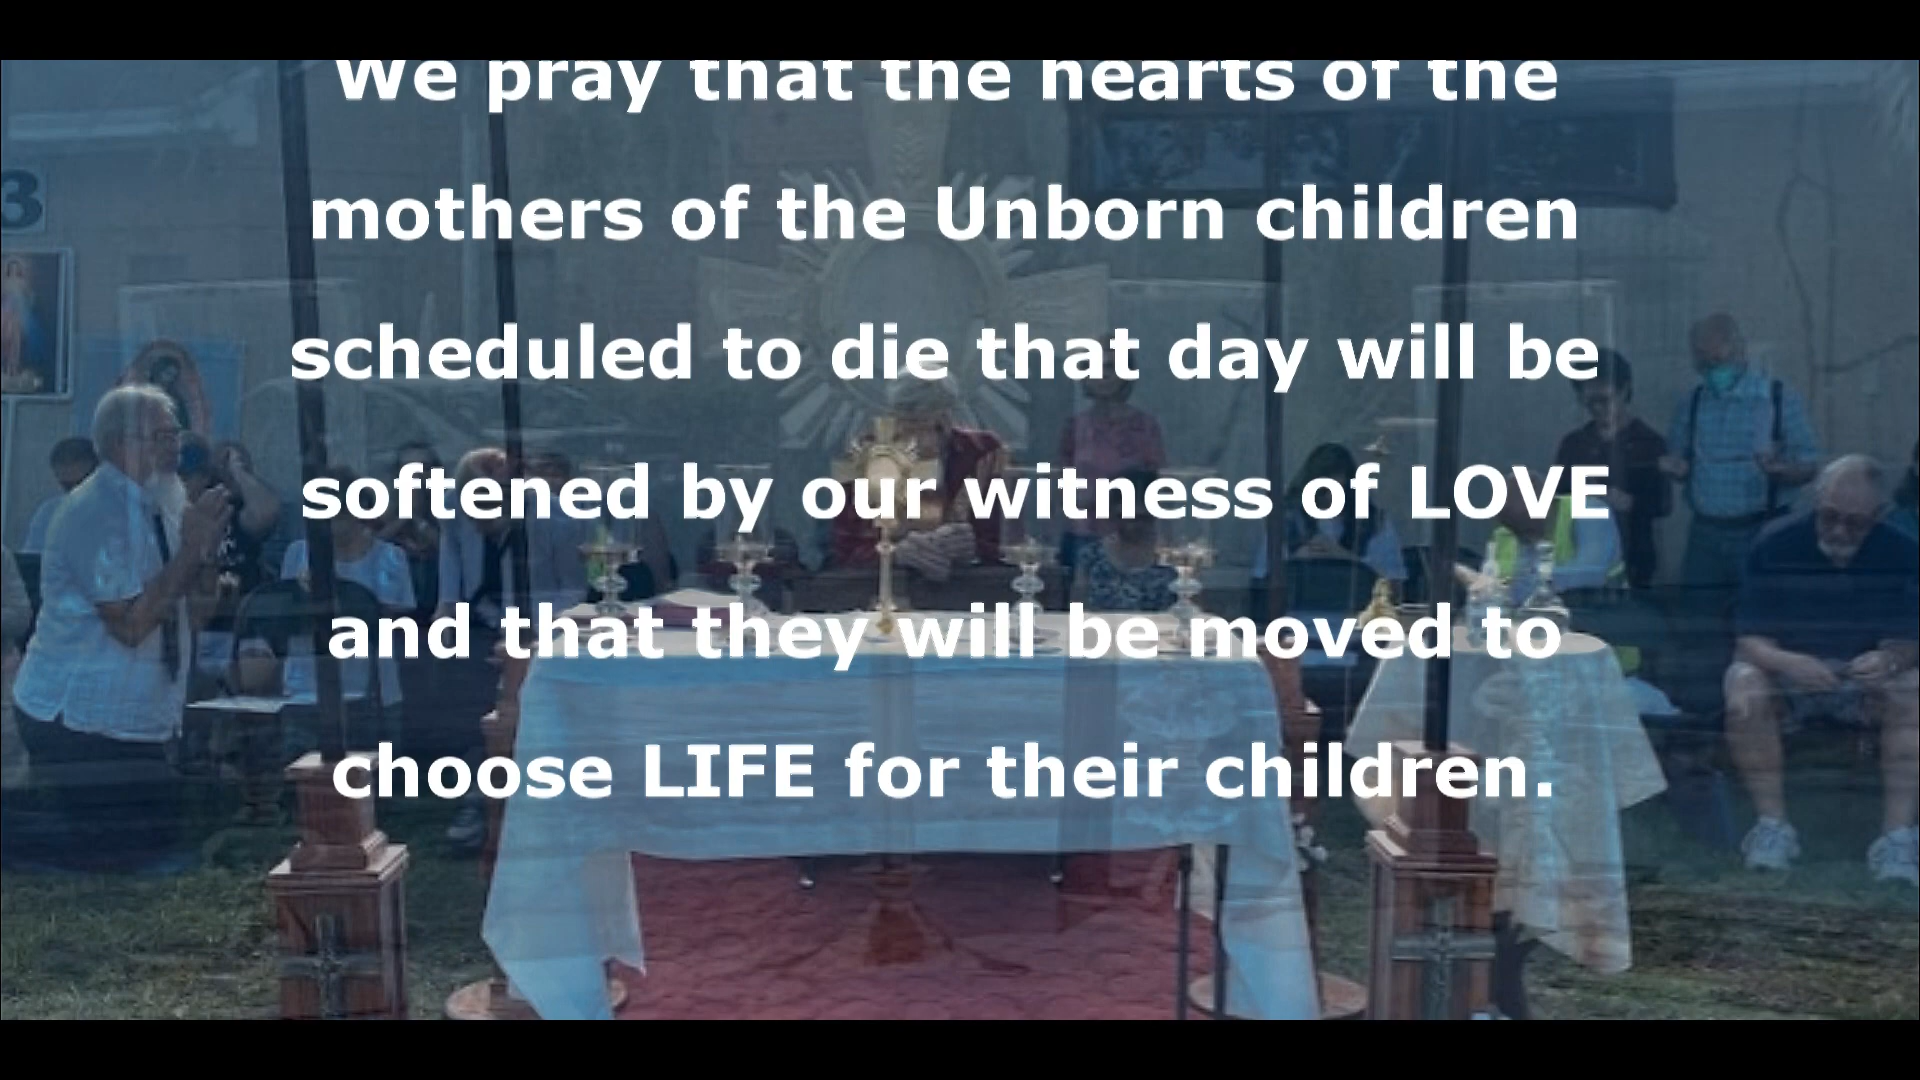 We pray that the hearts of the
mothers of the Unborn children
scheduled to die that day will be
softened by our witness of LOVE
and that they will be moved to
choose LIFE for their children.
3